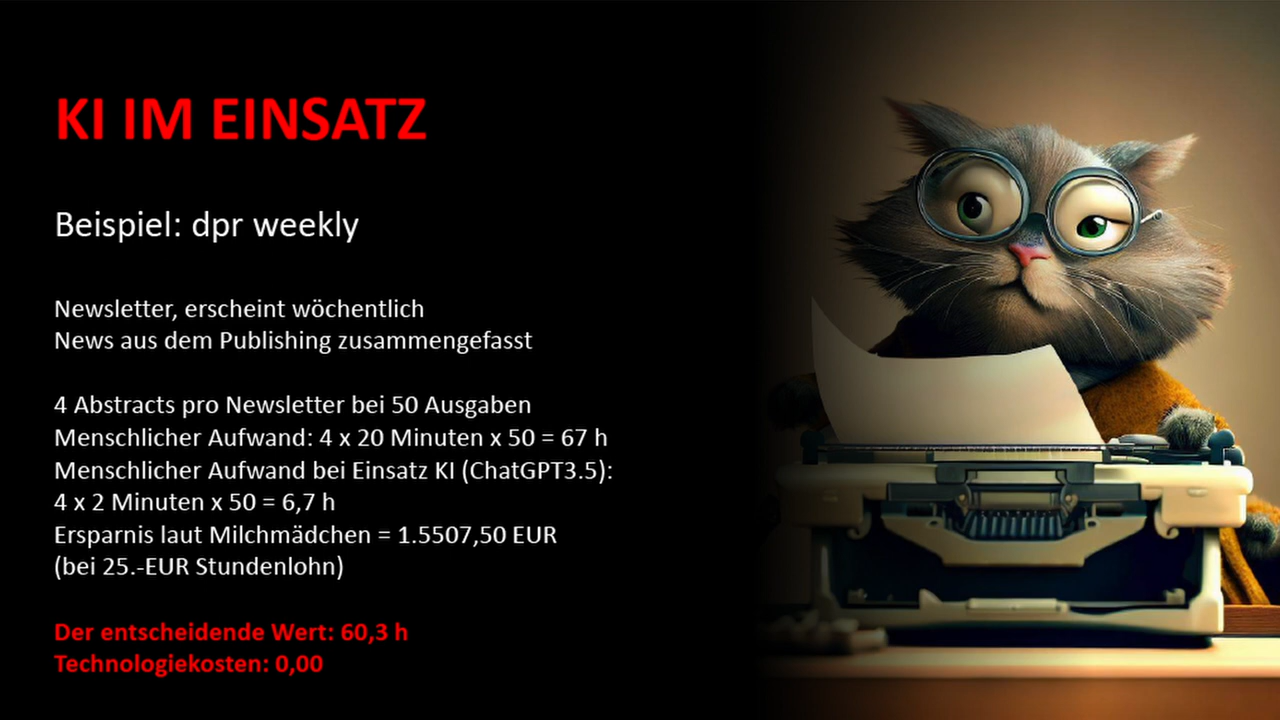 KI IM EINSATZ
Beispiel: dpr weekly
Newsletter, erscheint wöchentlich
News aus dem Publishing zusammengefasst
4 Abstracts pro Newsletter bei 50 Ausgaben
Menschlicher Aufwand: 4 x 20 Minuten x 50 = 67 h
Menschlicher Aufwand bei Einsatz KI (ChatGPT3.5):
4 x 2 Minuten x 50 = 6,7 h
Ersparnis laut Milchmädchen = 1.5507,50 EUR
(bei 25.-EUR Stundenlohn)
Der entscheidende Wert: 60,3 h
Technologiekosten: 0,00